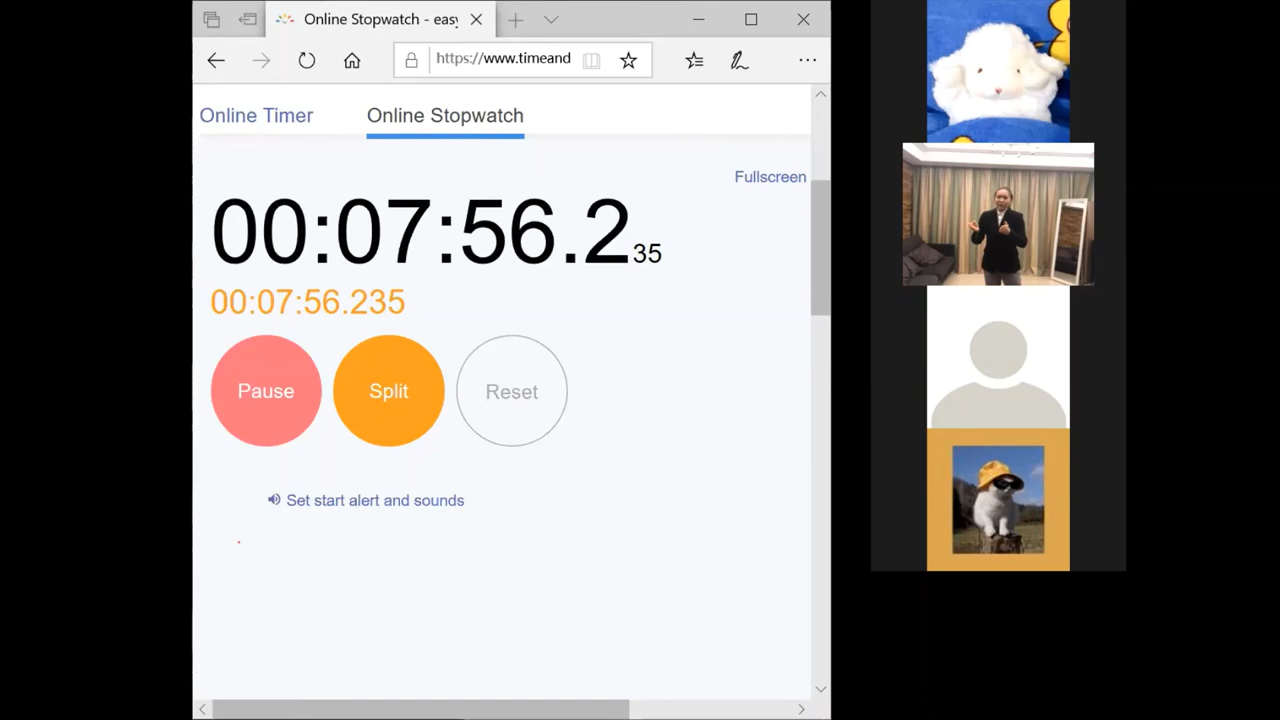 Online Stopwatch - easy
https://www.timeand
Online Timer
Online Stopwatch
Fullscreen
00:07:56.235
00:07:56.235
Pause
Split
Reset
Set start alert and sounds